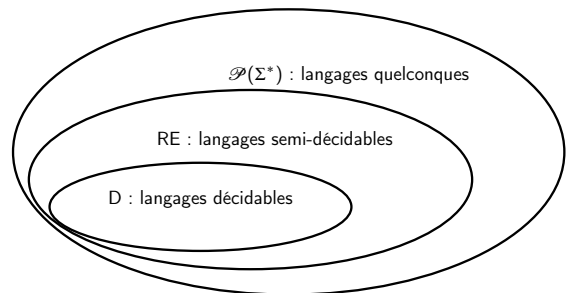 𝒫(Σ*) : langages quelconques
RE : langages semi-décidables
D : langages décidables